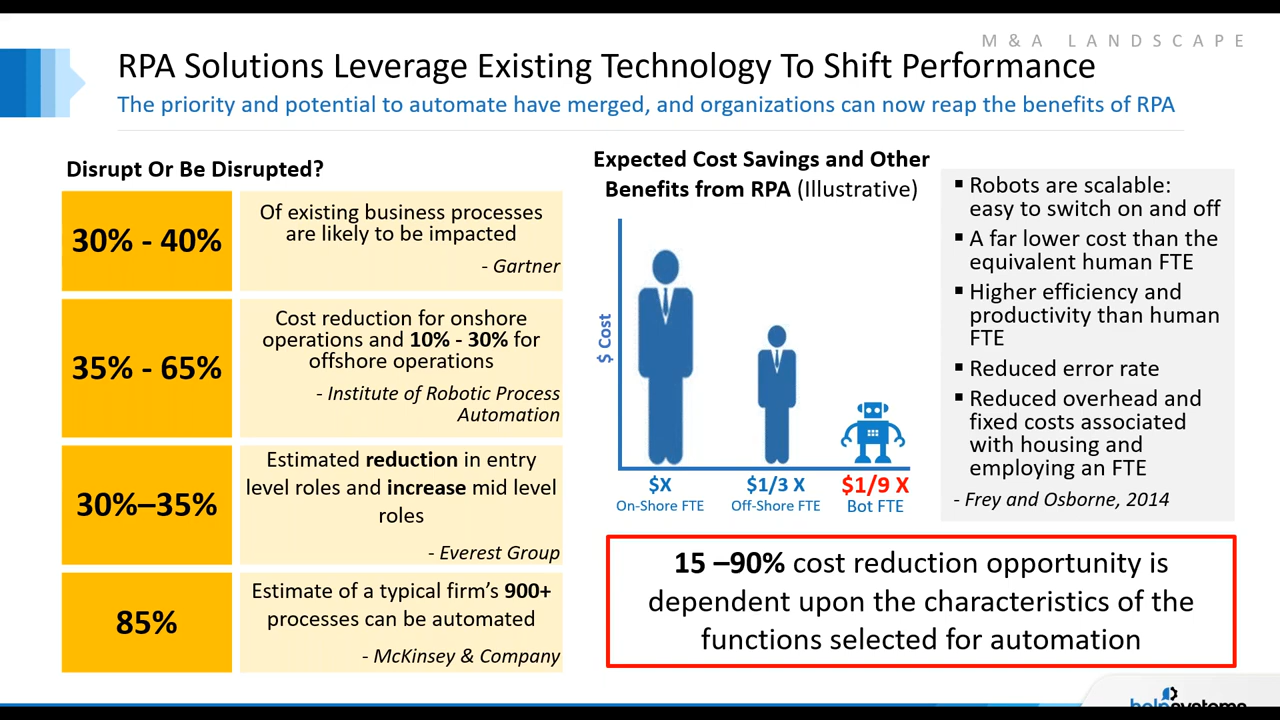 M&A LANDSCAPE
RPA Solutions Leverage Existing Technology To Shift Performance
The priority and potential to automate have merged, and organizations can now reap the benefits of RPA
Disrupt Or Be Disrupted?
30% - 40%
Of existing business processes
are likely to be impacted
- Gartner
35% - 65%
Cost reduction for onshore
operations and 10% - 30% for
offshore operations
- Institute of Robotic Process
Automation
30%–35%
Estimated reduction in entry
level roles and increase mid level
roles
- Everest Group
85%
Estimate of a typical firm's 900+
processes can be automated
- McKinsey & Company
Expected Cost Savings and Other
Benefits from RPA (Illustrative)
$ Cost
$X
On-Shore FTE
$1/3 X
Off-Shore FTE
$1/9 X
Bot FTE
▪ Robots are scalable:
easy to switch on and off
▪ A far lower cost than the
equivalent human FTE
▪ Higher efficiency and
productivity than human
FTE
▪ Reduced error rate
▪ Reduced overhead and
fixed costs associated
with housing and
employing an FTE
- Frey and Osborne, 2014
15 –90% cost reduction opportunity is
dependent upon the characteristics of the
functions selected for automation